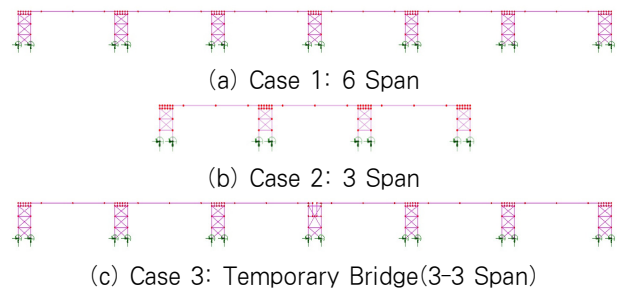 (a) Case 1: 6 Span
(b) Case 2: 3 Span
(c) Case 3: Temporary Bridge(3-3 Span)